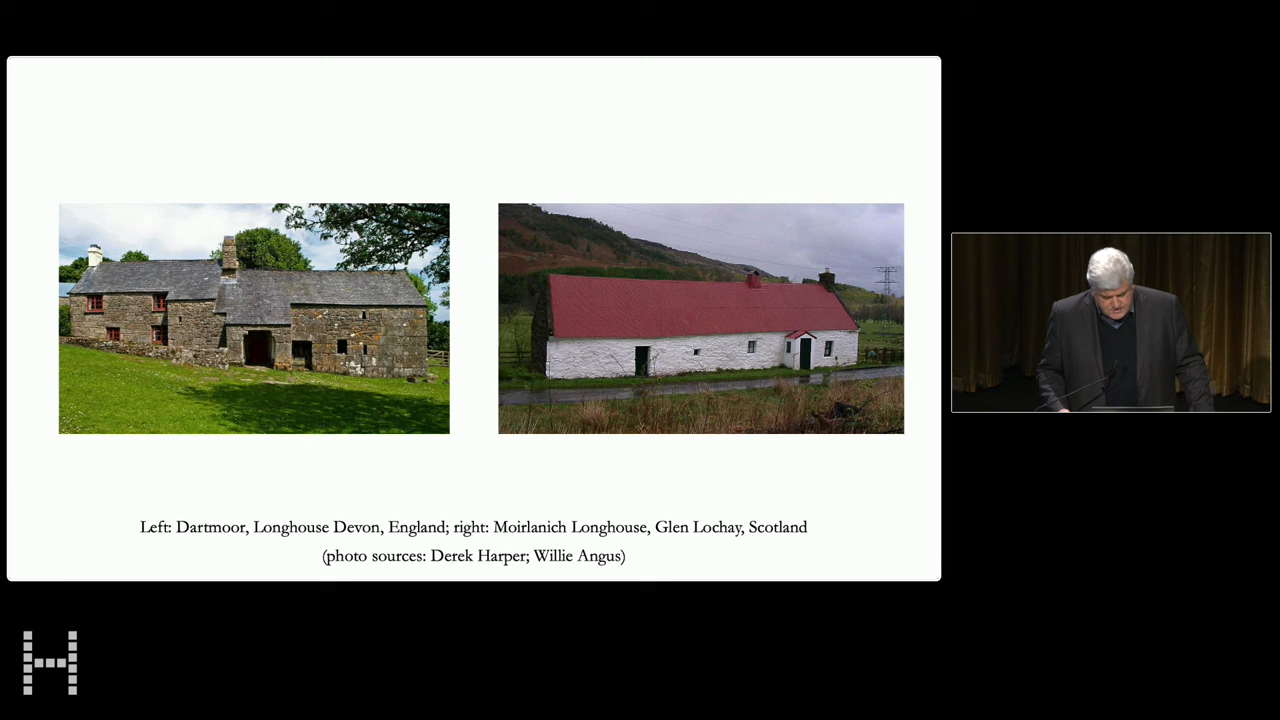 Left: Dartmoor, Longhouse Devon, England; right: Moirlanich Longhouse, Glen Lochay, Scotland
(photo sources: Derek Harper; Willie Angus)
H